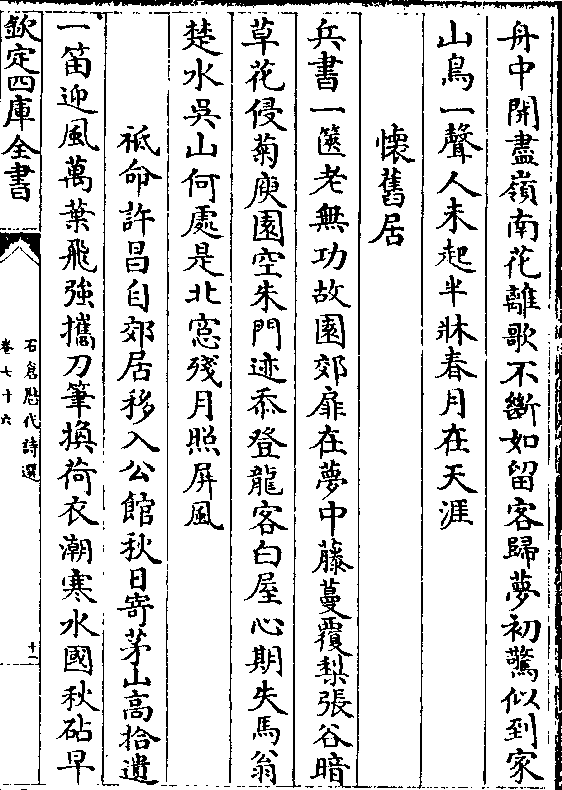 舟中開盡嶺南花離歌不斷如留客歸夢初驚似到家
山鳥一聲人未起半牀春月在天涯
懷舊居
兵書一篋老無功故國郊扉在夢中藤蔓覆梨張谷暗
草花侵菊庾園空朱門迹忝登龍客白屋心期失馬翁
楚水吳山何處是北窓殘月照屏風
祗命許昌自郊居移入公館秋日寄茅山高拾遺
一笛迎風萬葉飛強攜刀筆換荷衣潮寒水國秋砧早
欽定四庫全書
石倉歷代詩選
卷七十六
十一